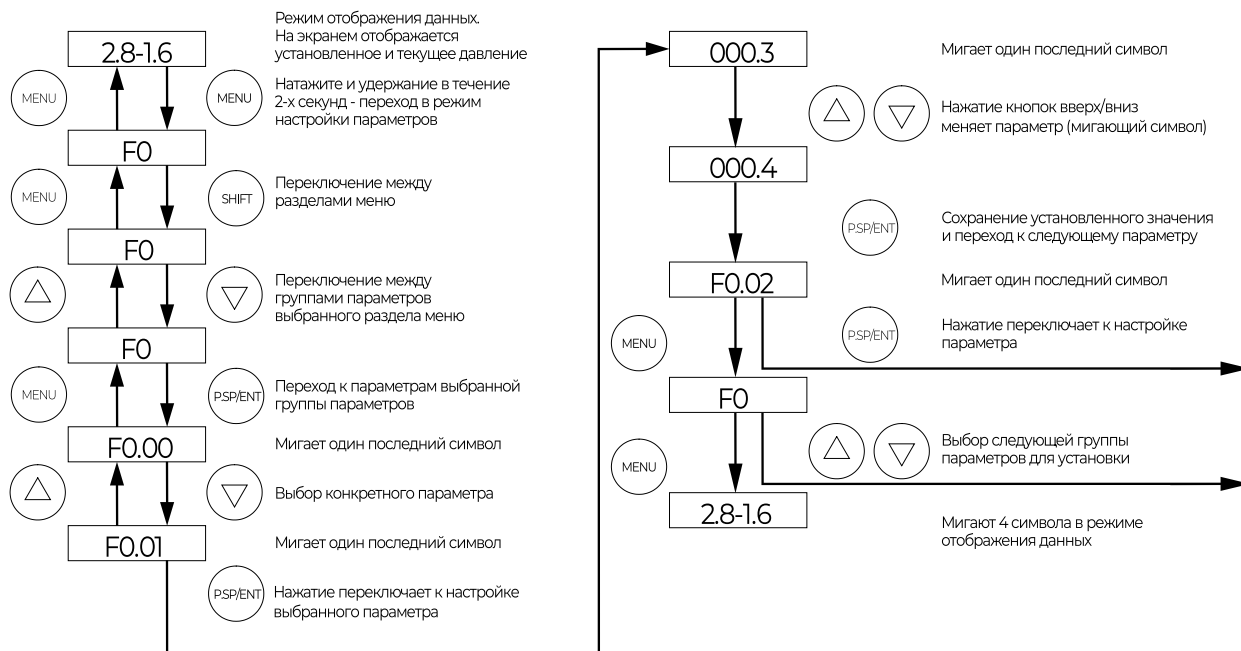 Режим отображения данных.
На экранем отображается
установленное и текущее давление
2.8-1.6
MENU
MENU
Натажите и удержание в течение
2-х секунд - переход в режим
настройки параметров
F0
MENU
SHIFT
Переключение между
разделами меню
F0
Переключение между
группами параметров
выбранного раздела меню
F0
MENU
P.SP/ENT
Переход к параметрам выбранной
группы параметров
F0.00
Мигает один последний символ
Выбор конкретного параметра
F0.01
Мигает один последний символ
P.SP/ENT
Нажатие переключает к настройке
выбранного параметра
000.3
Мигает один последний символ
Нажатие кнопок вверх/вниз
меняет параметр (мигающий символ)
000.4
P.SP/ENT
Сохранение установленного значения
и переход к следующему параметру
F0.02
Мигает один последний символ
MENU
P.SP/ENT
Нажатие переключает к настройке
параметра
F0
MENU
Выбор следующей группы
параметров для установки
2.8-1.6
Мигают 4 символа в режиме
отображения данных